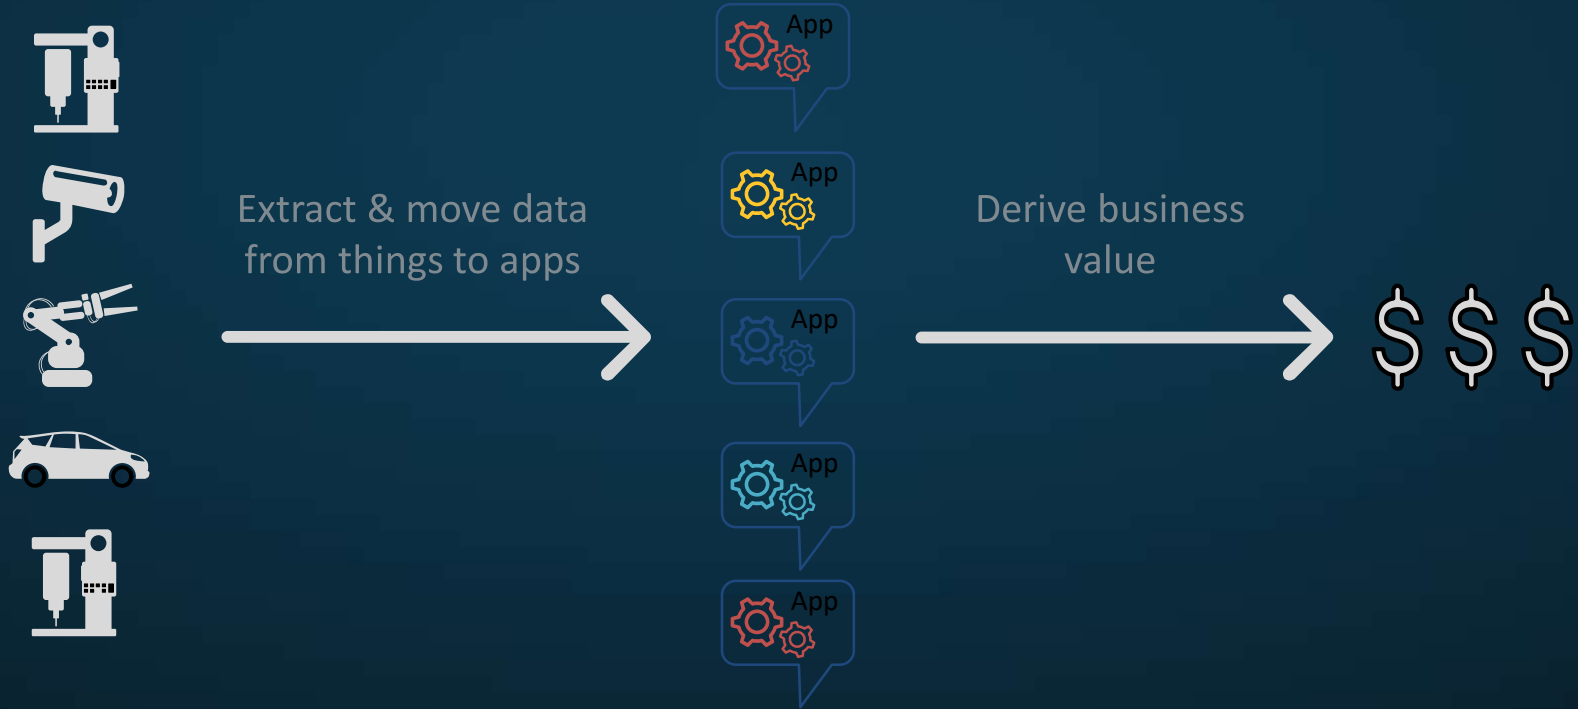 App
App
Extract & move data
from things to apps
Derive business
value
App
$ $ $
App
App